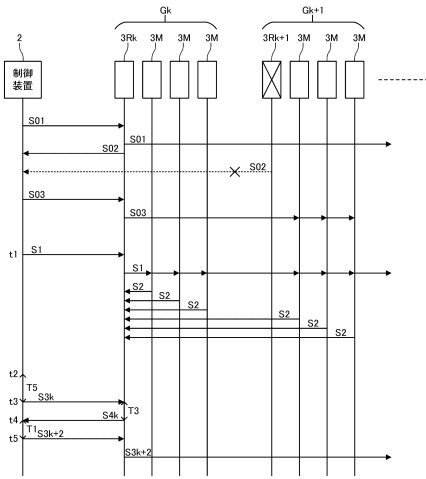 Gk
Gk+1
2
3Rk
3M
3M
3M
3Rk+1
3M
3M
3M
制御
装置
S01
S01
S02
S02
S03
S03
t1
S1
S1
S2
S2
S2
S2
S2
S2
t2
T5
t3
S3k
T3
t4
S4k
T1
t5
S3k+2
S3k+2